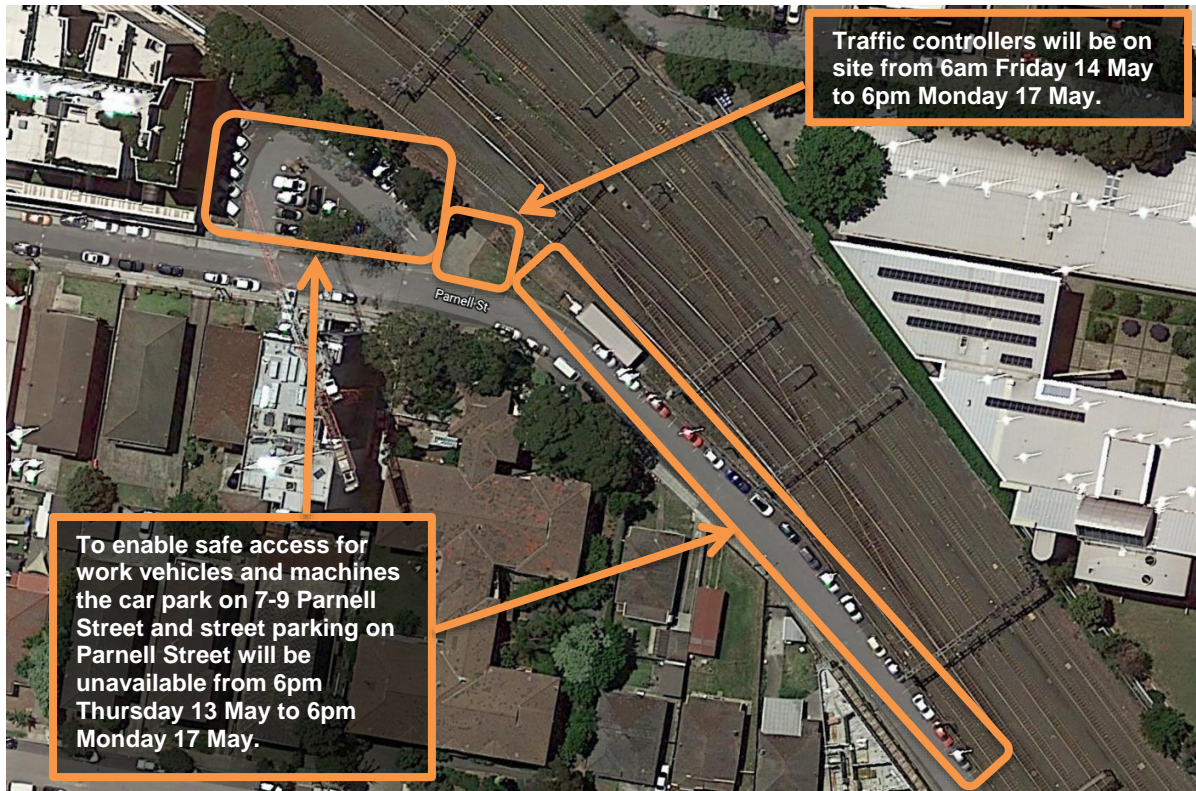 Traffic controllers will be on
site from 6am Friday 14 May
to 6pm Monday 17 May.
Parnell St
To enable safe access for
work vehicles and machines
the car park on 7-9 Parnell
Street and street parking on
Parnell Street will be
unavailable from 6pm
Thursday 13 May to 6pm
Monday 17 May.